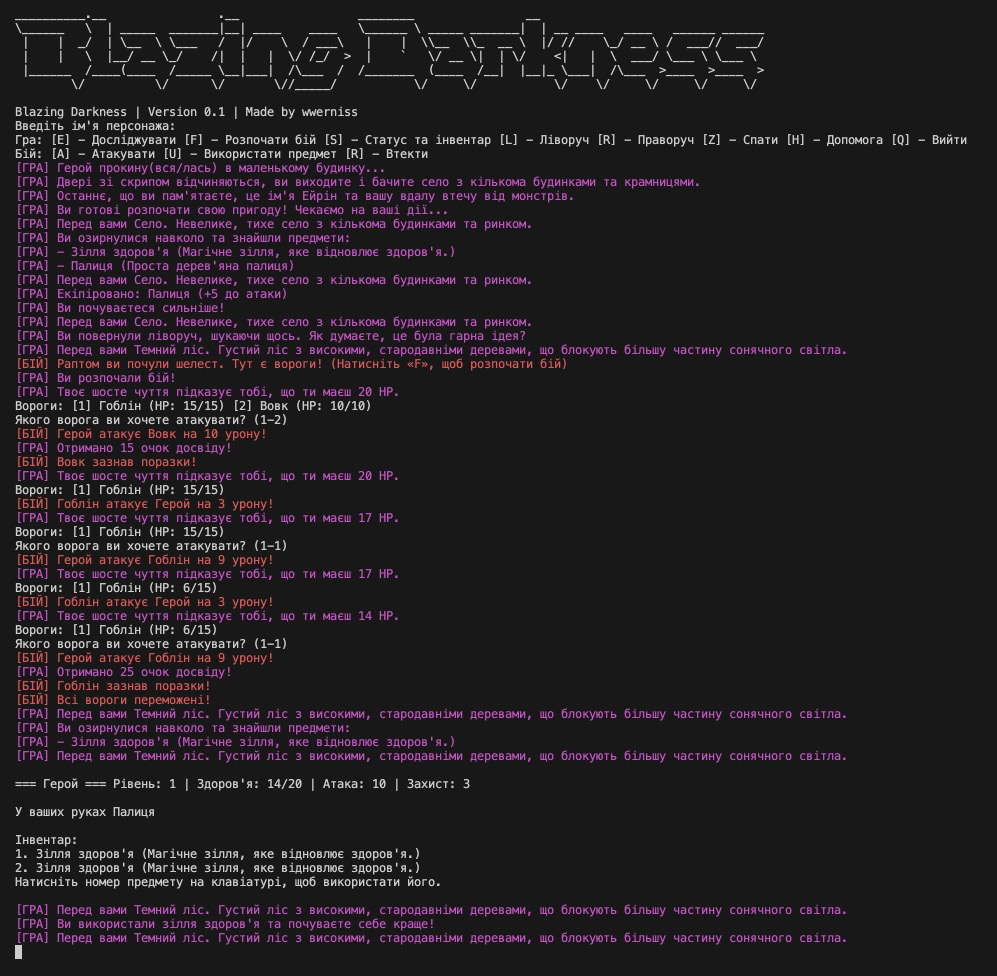 Blazing Darkness
Blazing Darkness | Version 0.1 | Made by wwerniss
Введіть ім'я персонажа:
Гра: [E] - Досліджувати [F] - Розпочати бій [S] - Статус та інвентар [L] - Ліворуч [R] - Праворуч [Z] - Спати [H] - Допомога [Q] - Вийти
Бій: [A] - Атакувати [U] - Використати предмет [R] - Втекти
[ГРА] Герой прокину(вся/лась) в маленькому будинку...
[ГРА] Двері зі скрипом відчиняються, ви виходите і бачите село з кількома будинками та крамницями.
[ГРА] Останнє, що ви пам'ятаєте, це ім'я Ейрін та вашу вдалу втечу від монстрів.
[ГРА] Ви готові розпочати свою пригоду! Чекаємо на ваші дії...
[ГРА] Перед вами Село. Невелике, тихе село з кількома будинками та ринком.
[ГРА] Ви озирнулися навколо та знайшли предмети:
[ГРА] - Зілля здоров'я (Магічне зілля, яке відновлює здоров'я.)
[ГРА] - Палиця (Проста дерев'яна палиця)
[ГРА] Перед вами Село. Невелике, тихе село з кількома будинками та ринком.
[ГРА] Екіпіровано: Палиця (+5 до атаки)
[ГРА] Ви почуваєтеся сильніше!
[ГРА] Перед вами Село. Невелике, тихе село з кількома будинками та ринком.
[ГРА] Ви повернули ліворуч, шукаючи щось. Як думаєте, це була гарна ідея?
[ГРА] Перед вами Темний ліс. Густий ліс з високими, стародавніми деревами, що блокують більшу частину сонячного світла.
[БІЙ] Раптом ви почули шелест. Тут є вороги! (Натисніть «F», щоб розпочати бій)
[ГРА] Ви розпочали бій!
[ГРА] Твоє шосте чуття підказує тобі, що ти маєш 20 HP.
Вороги: [1] Гоблін (HP: 15/15) [2] Вовк (HP: 10/10)
Якого ворога ви хочете атакувати? (1-2)
[БІЙ] Герой атакує Вовк на 10 урону!
[ГРА] Отримано 15 очок досвіду!
[БІЙ] Вовк зазнав поразки!
[ГРА] Твоє шосте чуття підказує тобі, що ти маєш 20 HP.
Вороги: [1] Гоблін (HP: 15/15)
[БІЙ] Гоблін атакує Герой на 3 урону!
[ГРА] Твоє шосте чуття підказує тобі, що ти маєш 17 HP.
Вороги: [1] Гоблін (HP: 15/15)
Якого ворога ви хочете атакувати? (1-1)
[БІЙ] Герой атакує Гоблін на 9 урону!
[ГРА] Твоє шосте чуття підказує тобі, що ти маєш 17 HP.
Вороги: [1] Гоблін (HP: 6/15)
[БІЙ] Гоблін атакує Герой на 3 урону!
[ГРА] Твоє шосте чуття підказує тобі, що ти маєш 14 HP.
Вороги: [1] Гоблін (HP: 6/15)
Якого ворога ви хочете атакувати? (1-1)
[БІЙ] Герой атакує Гоблін на 9 урону!
[ГРА] Отримано 25 очок досвіду!
[БІЙ] Гоблін зазнав поразки!
[БІЙ] Всі вороги переможені!
[ГРА] Перед вами Темний ліс. Густий ліс з високими, стародавніми деревами, що блокують більшу частину сонячного світла.
[ГРА] Ви озирнулися навколо та знайшли предмети:
[ГРА] - Зілля здоров'я (Магічне зілля, яке відновлює здоров'я.)
[ГРА] Перед вами Темний ліс. Густий ліс з високими, стародавніми деревами, що блокують більшу частину сонячного світла.
=== Герой === Рівень: 1 | Здоров'я: 14/20 | Атака: 10 | Захист: 3
У ваших руках Палиця
Інвентар:
1. Зілля здоров'я (Магічне зілля, яке відновлює здоров'я.)
2. Зілля здоров'я (Магічне зілля, яке відновлює здоров'я.)
Натисніть номер предмету на клавіатурі, щоб використати його.
[ГРА] Перед вами Темний ліс. Густий ліс з високими, стародавніми деревами, що блокують більшу частину сонячного світла.
[ГРА] Ви використали зілля здоров'я та почуваєте себе краще!
[ГРА] Перед вами Темний ліс. Густий ліс з високими, стародавніми деревами, що блокують більшу частину сонячного світла.